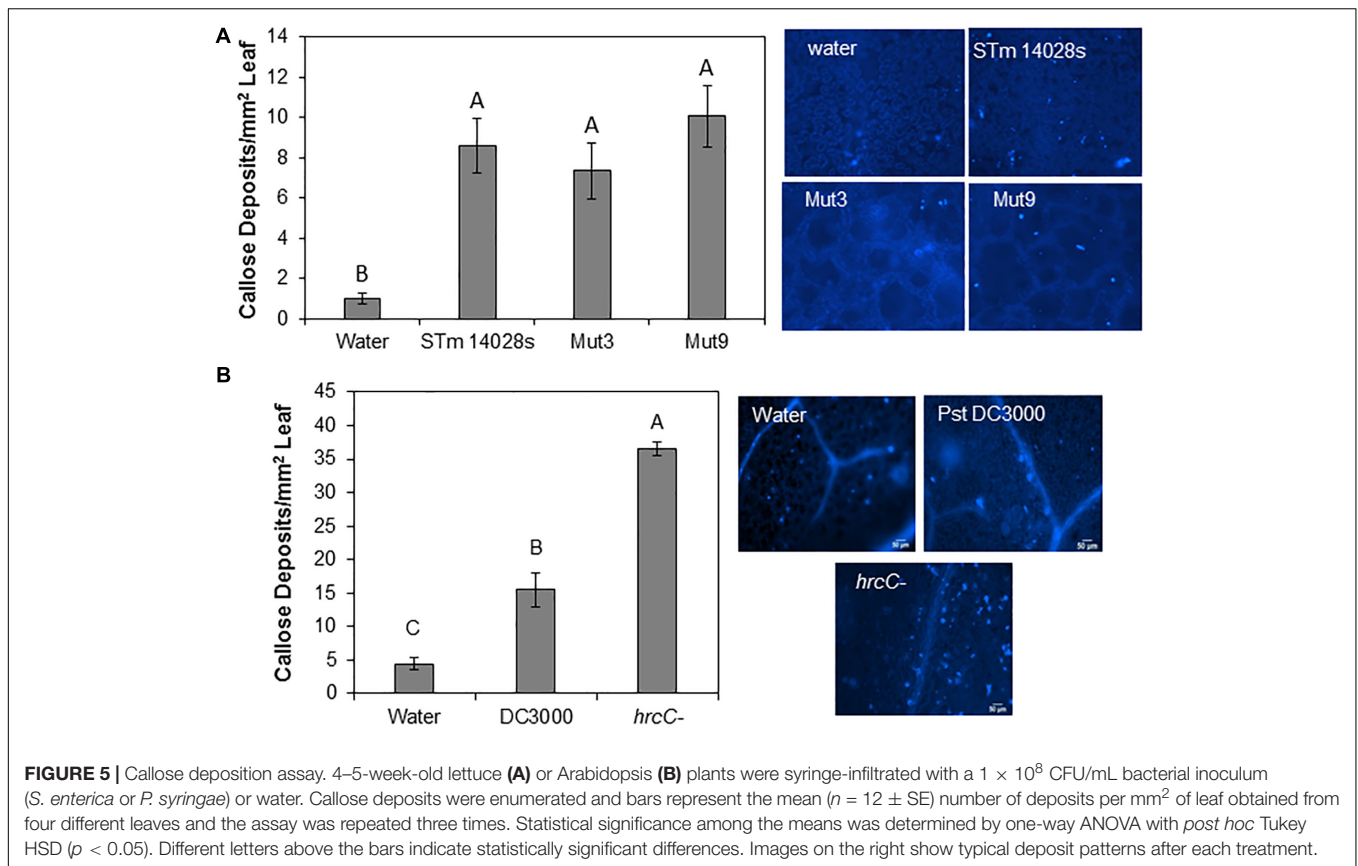 A
Callose Deposits/mm² Leaf
14
12
10
8
6
4
2
0
B
A
A
A
Water
STm 14028s
Mut3
Mut9
water
STm 14028s
Mut3
Mut9
B
Callose Deposits/mm² Leaf
45
40
35
30
25
20
15
10
5
0
C
B
A
Water
DC3000
hrcC-
Water
50 µm
Pst DC3000
50 µm
hrcC-
50 µm
FIGURE 5 | Callose deposition assay. 4–5-week-old lettuce (A) or Arabidopsis (B) plants were syringe-infiltrated with a 1 × 10⁸ CFU/mL bacterial inoculum
(S. enterica or P. syringae) or water. Callose deposits were enumerated and bars represent the mean (n = 12 ± SE) number of deposits per mm² of leaf obtained from
four different leaves and the assay was repeated three times. Statistical significance among the means was determined by one-way ANOVA with post hoc Tukey
HSD (p < 0.05). Different letters above the bars indicate statistically significant differences. Images on the right show typical deposit patterns after each treatment.